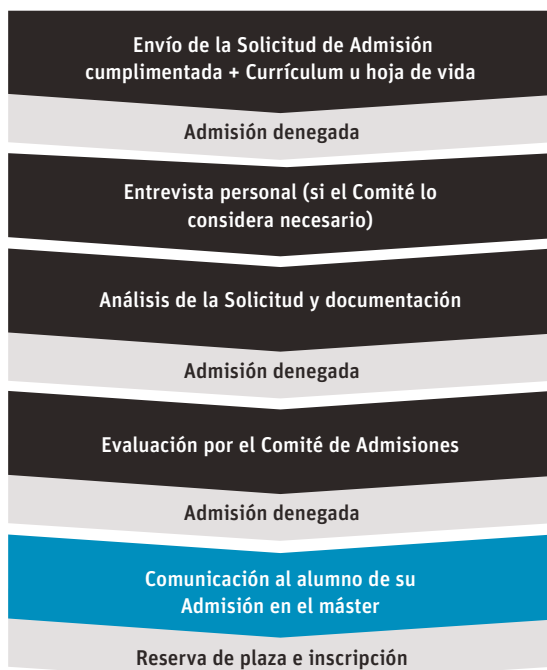 Envío de la Solicitud de Admisión
cumplimentada + Currículum u hoja de vida
Admisión denegada
Entrevista personal (si el Comité lo
considera necesario)
Análisis de la Solicitud y documentación
Admisión denegada
Evaluación por el Comité de Admisiones
Admisión denegada
Comunicación al alumno de su
Admisión en el máster
Reserva de plaza e inscripción